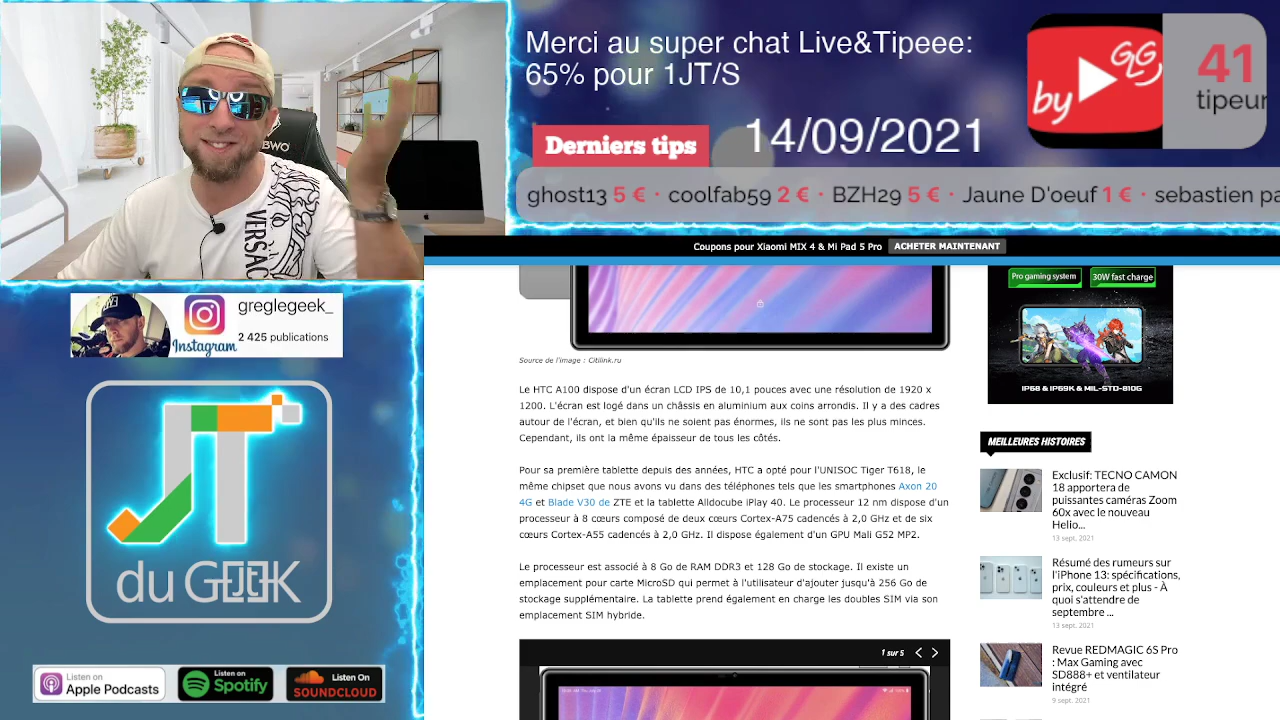 Merci au super chat Live&Tipeee:
65% pour 1JT/S
by GLG
41
tipeur
Derniers tips
14/09/2021
ghost13 5 € · coolfab59 2 € · BZH29 5 € · Jaune D'oeuf 1 € · sebastien pa
BWO
VERSAC
Coupons pour Xiaomi MIX 4 & Mi Pad 5 Pro ACHETER MAINTENANT
greglegeek_
2 425 publications
Instagram
JT
du GEEK
Listen on
Apple Podcasts
Listen on
Spotify
Listen On
SOUNDCLOUD
Source de l'image : Citilink.ru
Le HTC A100 dispose d'un écran LCD IPS de 10,1 pouces avec une résolution de 1920 x
1200. L'écran est logé dans un châssis en aluminium aux coins arrondis. Il y a des cadres
autour de l'écran, et bien qu'ils ne soient pas énormes, ils ne sont pas les plus minces.
Cependant, ils ont la même épaisseur de tous les côtés.
Pour sa première tablette depuis des années, HTC a opté pour l'UNISOC Tiger T618, le
même chipset que nous avons vu dans des téléphones tels que les smartphones Axon 20
4G et Blade V30 de ZTE et la tablette Alldocube iPlay 40. Le processeur 12 nm dispose d'un
processeur à 8 cœurs composé de deux cœurs Cortex-A75 cadencés à 2,0 GHz et de six
cœurs Cortex-A55 cadencés à 2,0 GHz. Il dispose également d'un GPU Mali G52 MP2.
Le processeur est associé à 8 Go de RAM DDR3 et 128 Go de stockage. Il existe un
emplacement pour carte MicroSD qui permet à l'utilisateur d'ajouter jusqu'à 256 Go de
stockage supplémentaire. La tablette prend également en charge les doubles SIM via son
emplacement SIM hybride.
1 sur 5
Pro gaming system
30W fast charge
IP68 & IP69K & MIL-STD-810G
MEILLEURES HISTOIRES
Exclusif: TECNO CAMON
18 apportera de
puissantes caméras Zoom
60x avec le nouveau
Helio...
13 sept. 2021
Résumé des rumeurs sur
l'iPhone 13: spécifications,
prix, couleurs et plus - À
quoi s'attendre de
septembre ...
13 sept. 2021
Revue REDMAGIC 6S Pro
: Max Gaming avec
SD888+ et ventilateur
intégré
9 sept. 2021